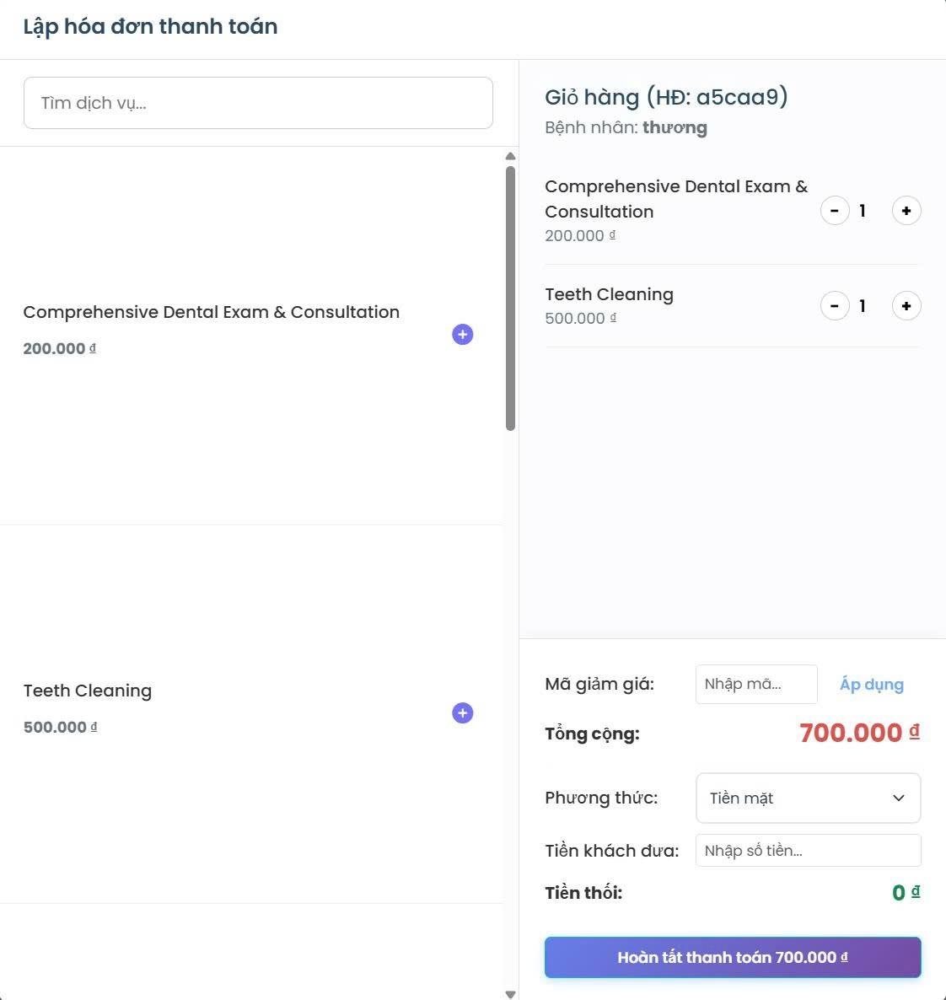 Lập hóa đơn thanh toán
Tìm dịch vụ...
Comprehensive Dental Exam & Consultation
200.000 ₫
Teeth Cleaning
500.000 ₫
Giỏ hàng (HĐ: a5caa9)
Bệnh nhân: thương
Comprehensive Dental Exam &
Consultation
200.000 ₫
- 1 +
Teeth Cleaning
500.000 ₫
- 1 +
Mã giảm giá: Nhập mã... Áp dụng
Tổng cộng: 700.000 ₫
Phương thức: Tiền mặt
Tiền khách đưa: Nhập số tiền...
Tiền thối: 0 ₫
Hoàn tất thanh toán 700.000 ₫